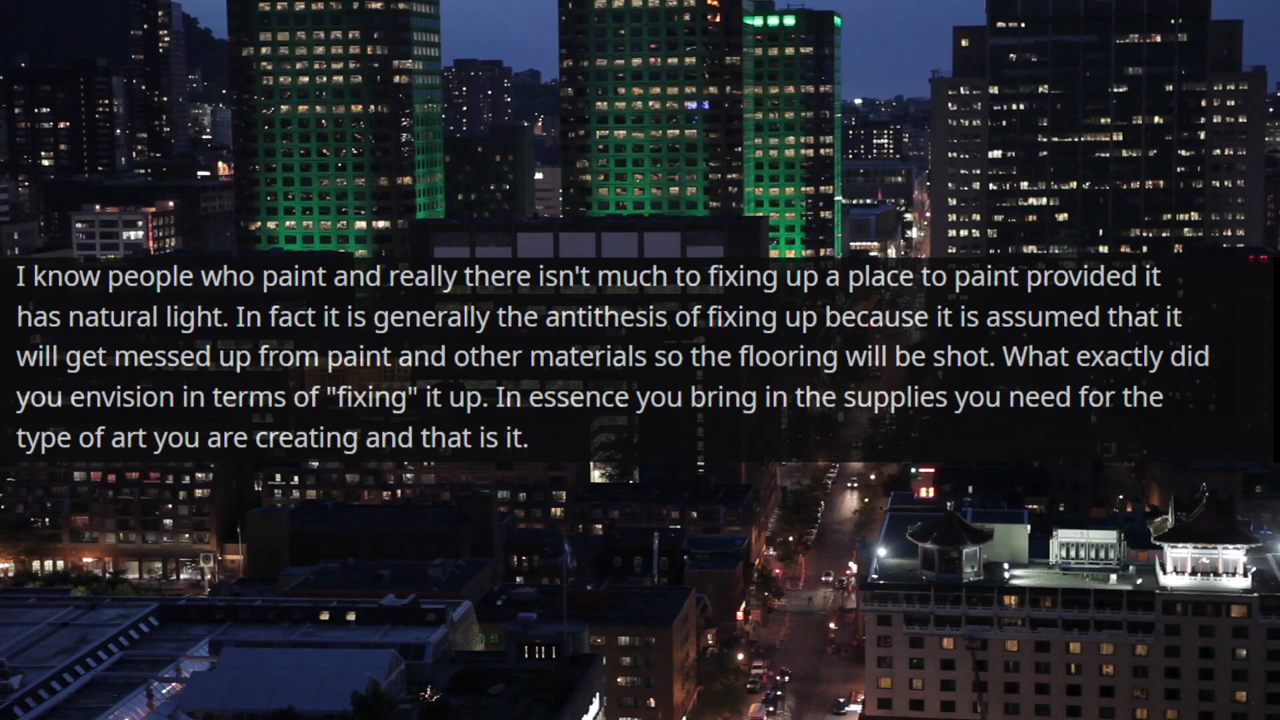 I know people who paint and really there isn't much to fixing up a place to paint provided it
has natural light. In fact it is generally the antithesis of fixing up because it is assumed that it
will get messed up from paint and other materials so the flooring will be shot. What exactly did
you envision in terms of "fixing" it up. In essence you bring in the supplies you need for the
type of art you are creating and that is it.